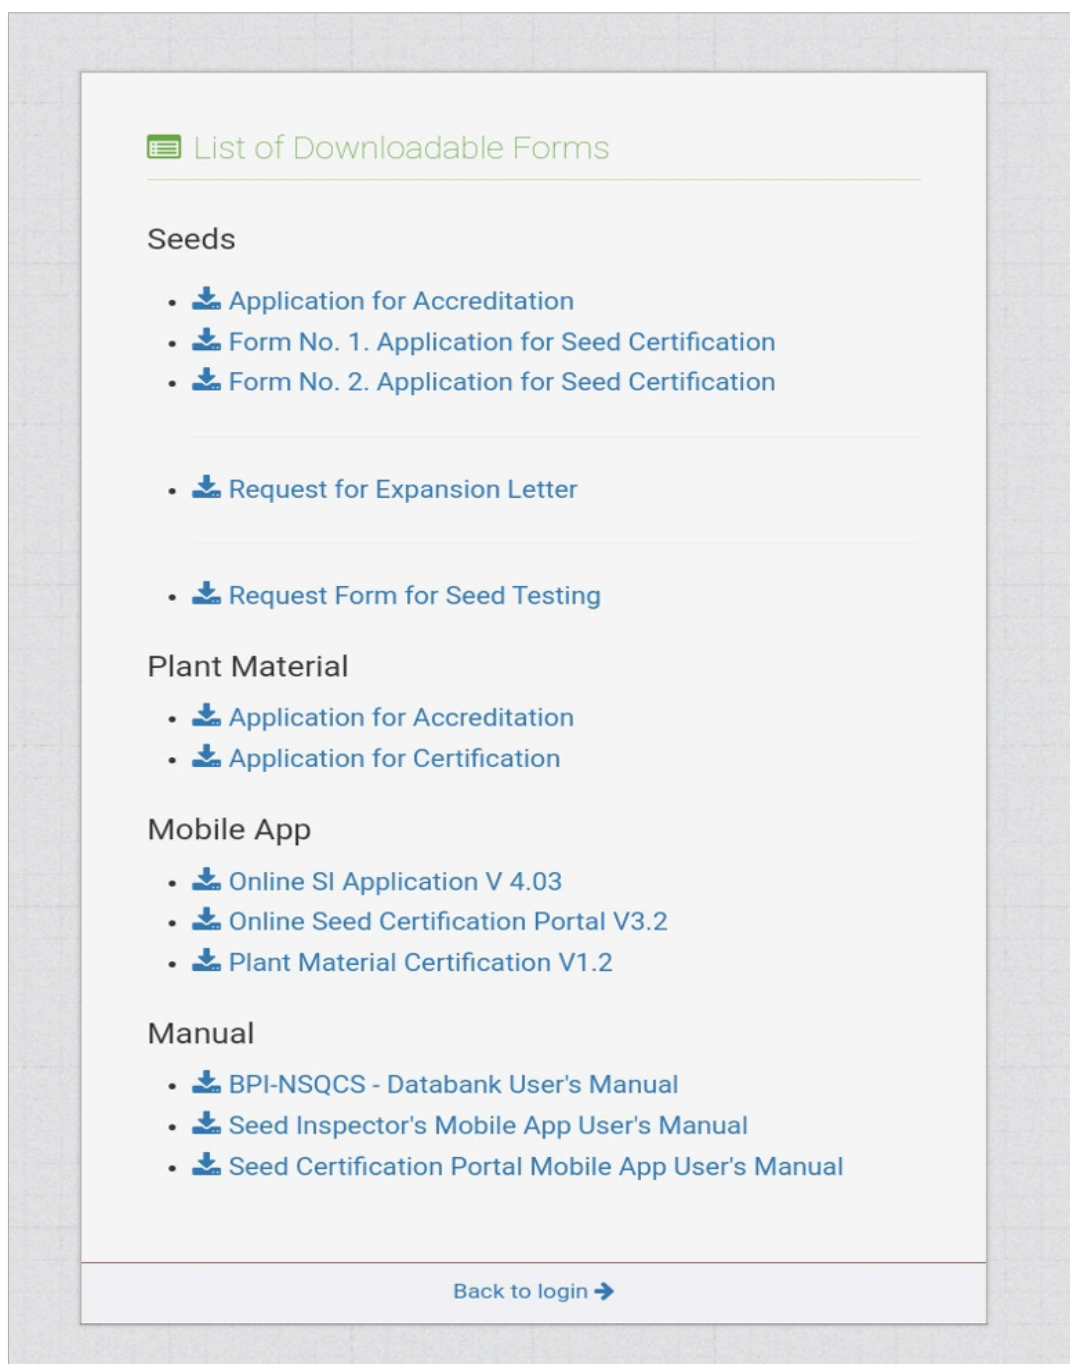 List of Downloadable Forms
Seeds
Application for Accreditation
Form No. 1. Application for Seed Certification
Form No. 2. Application for Seed Certification
Request for Expansion Letter
Request Form for Seed Testing
Plant Material
Application for Accreditation
Application for Certification
Mobile App
Online SI Application V 4.03
Online Seed Certification Portal V3.2
Plant Material Certification V1.2
Manual
BPI-NSQCS - Databank User's Manual
Seed Inspector's Mobile App User's Manual
Seed Certification Portal Mobile App User's Manual
Back to login